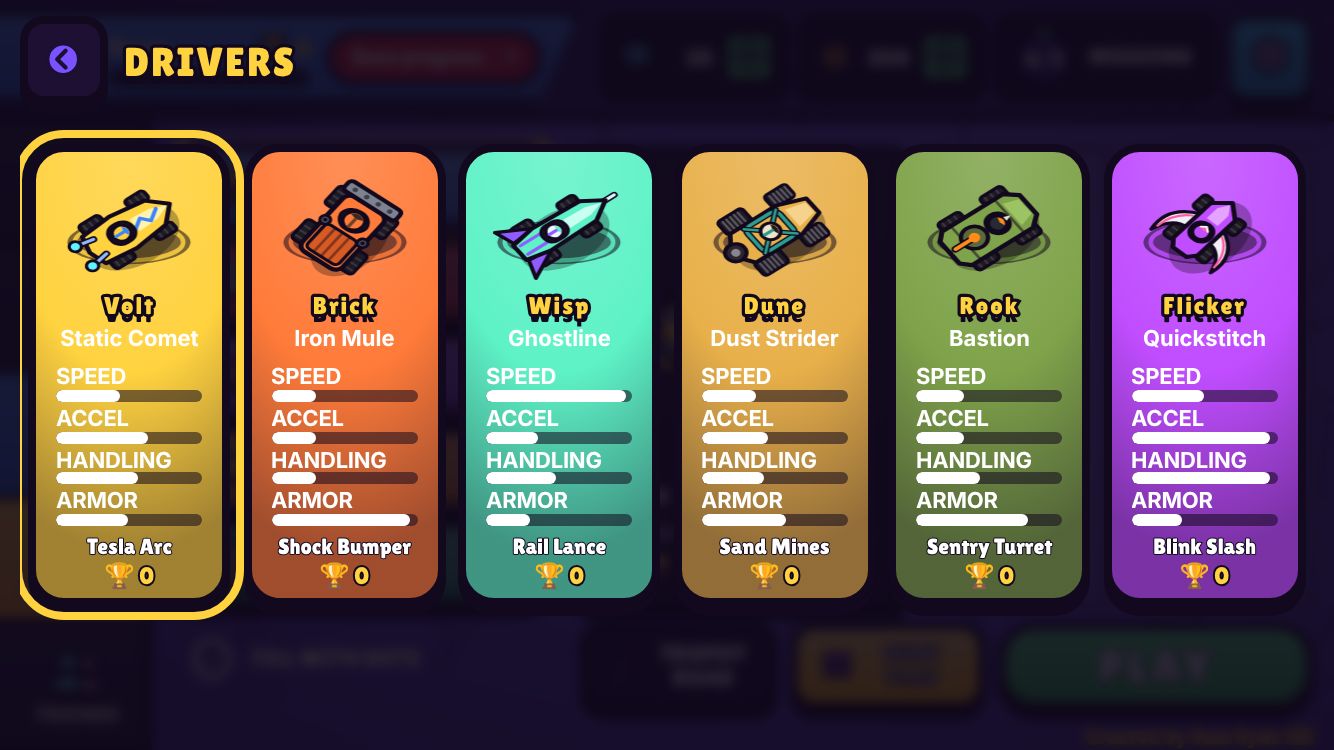 DRIVERS
Volt
Static Comet
SPEED
ACCEL
HANDLING
ARMOR
Tesla Arc
0
Brick
Iron Mule
SPEED
ACCEL
HANDLING
ARMOR
Shock Bumper
0
Wisp
Ghostline
SPEED
ACCEL
HANDLING
ARMOR
Rail Lance
0
Dune
Dust Strider
SPEED
ACCEL
HANDLING
ARMOR
Sand Mines
0
Rook
Bastion
SPEED
ACCEL
HANDLING
ARMOR
Sentry Turret
0
Flicker
Quickstitch
SPEED
ACCEL
HANDLING
ARMOR
Blink Slash
0
PLAY